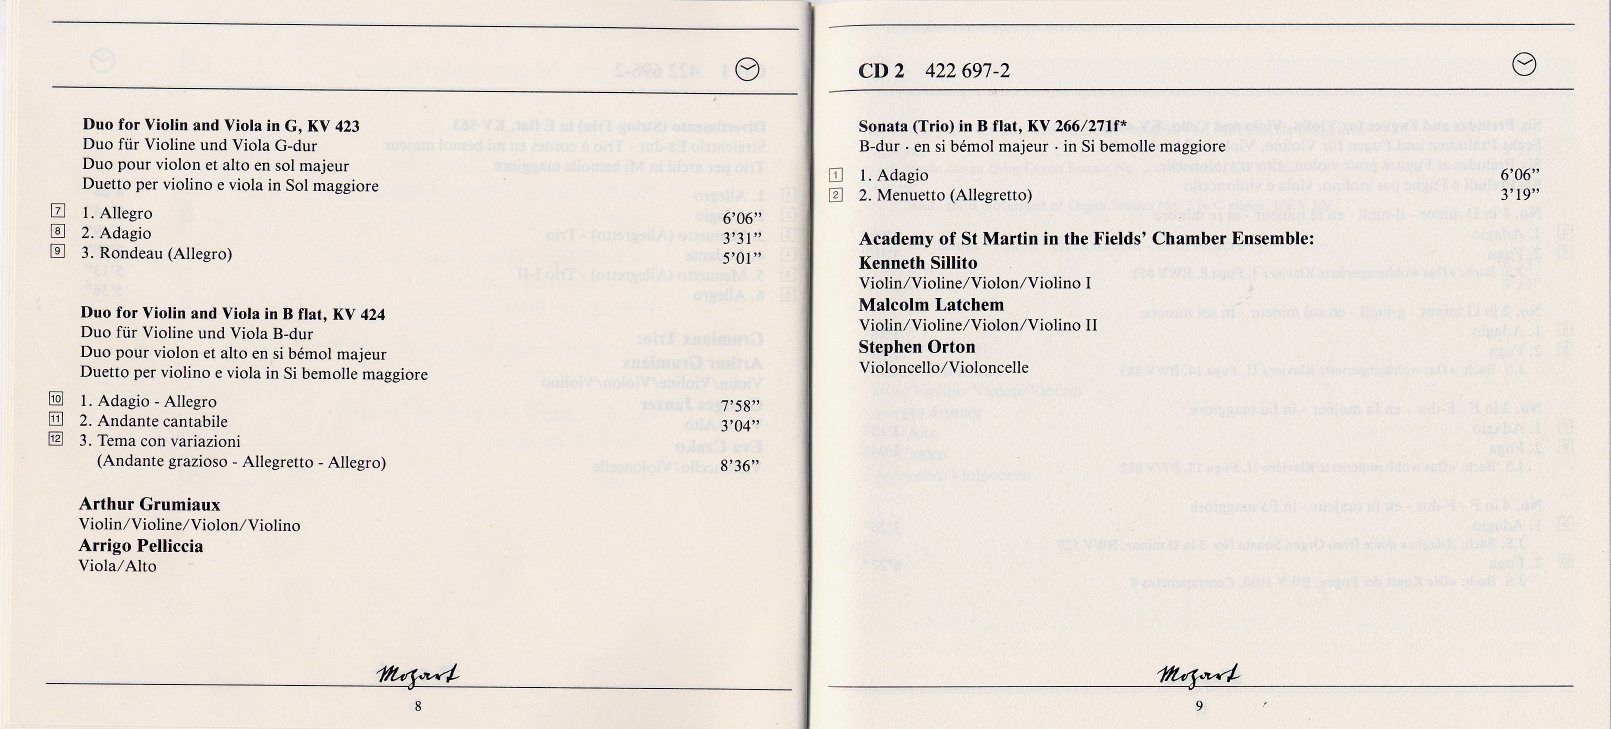 Duo for Violin and Viola in G, KV 423
Duo für Violine und Viola G-dur
Duo pour violon et alto en sol majeur
Duetto per violino e viola in Sol maggiore
7 1. Allegro 6’06”
8 2. Adagio 3’31”
9 3. Rondeau (Allegro) 5’01”
Duo for Violin and Viola in B flat, KV 424
Duo für Violine und Viola B-dur
Duo pour violon et alto en si bémol majeur
Duetto per violino e viola in Si bemolle maggiore
10 1. Adagio - Allegro 7’58”
11 2. Andante cantabile 3’04”
12 3. Tema con variazioni
(Andante grazioso - Allegretto - Allegro) 8’36”
Arthur Grumiaux
Violin/Violine/Violon/Violino
Arrigo Pelliccia
Viola/Alto
Mozart
8
CD 2 422 697-2
Sonata (Trio) in B flat, KV 266/271f*
B-dur · en si bémol majeur · in Si bemolle maggiore
1 1. Adagio 6’06”
2 2. Menuetto (Allegretto) 3’19”
Academy of St Martin in the Fields’ Chamber Ensemble:
Kenneth Sillito
Violin/Violine/Violon/Violino I
Malcolm Latchem
Violin/Violine/Violon/Violino II
Stephen Orton
Violoncello/Violoncelle
Mozart
9